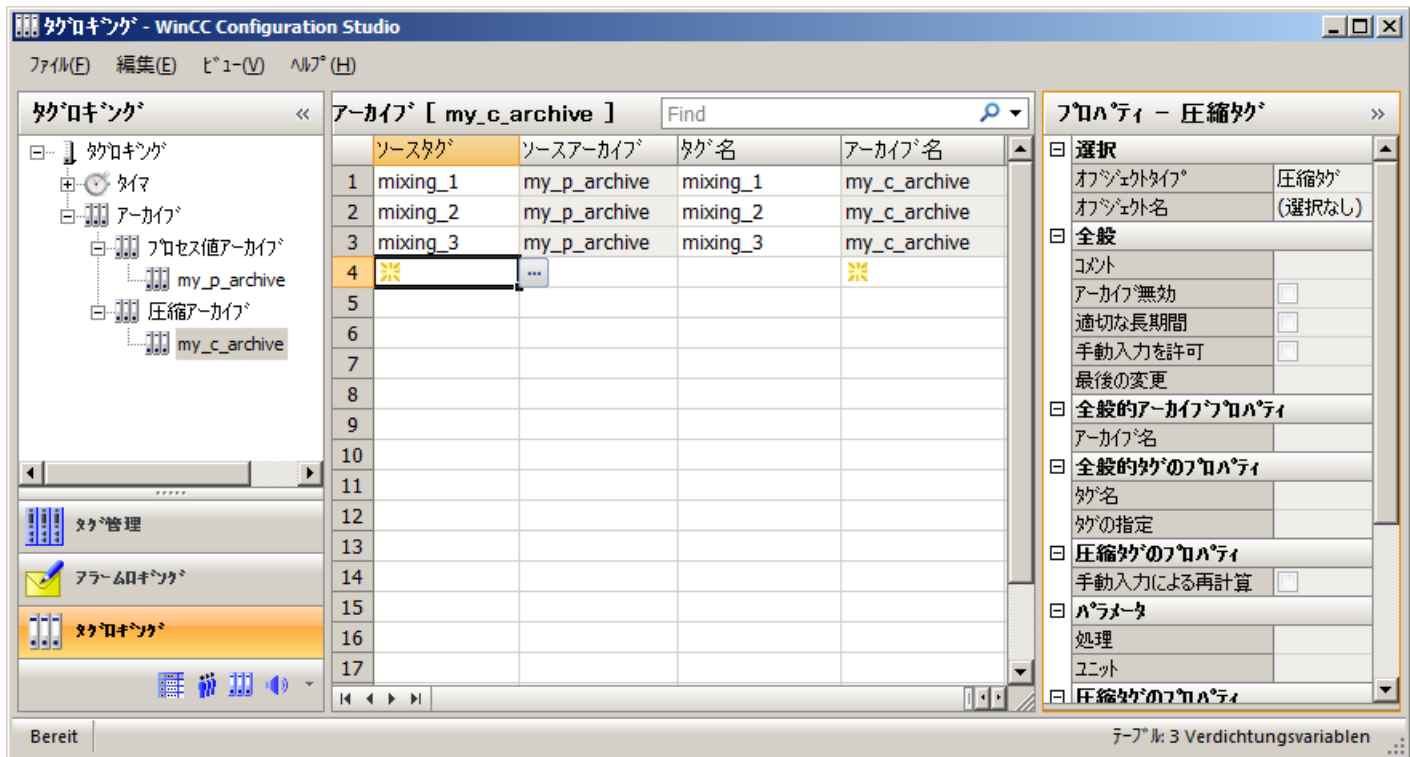 ﾀｸﾞﾛｷﾞﾝｸﾞ - WinCC Configuration Studio
ﾌｧｲﾙ(F) 編集(E) ﾋﾞｭｰ(V) ﾍﾙﾌﾟ(H)
ﾀｸﾞﾛｷﾞﾝｸﾞ «
ﾀｸﾞﾛｷﾞﾝｸﾞ
ﾀｲﾏ
ｱｰｶｲﾌﾞ
ﾌﾟﾛｾｽ値ｱｰｶｲﾌﾞ
my_p_archive
圧縮ｱｰｶｲﾌﾞ
my_c_archive
ﾀｸﾞ管理
ｱﾗｰﾑﾛｷﾞﾝｸﾞ
ﾀｸﾞﾛｷﾞﾝｸﾞ
ｱｰｶｲﾌﾞ [ my_c_archive ] Find
ｿｰｽﾀｸﾞ ｿｰｽｱｰｶｲﾌﾞ ﾀｸﾞ名 ｱｰｶｲﾌﾞ名
1 mixing_1 my_p_archive mixing_1 my_c_archive
2 mixing_2 my_p_archive mixing_2 my_c_archive
3 mixing_3 my_p_archive mixing_3 my_c_archive
4 ...
5
6
7
8
9
10
11
12
13
14
15
16
17
ﾌﾟﾛﾊﾟﾃｨ - 圧縮ﾀｸﾞ »
選択
ｵﾌﾞｼﾞｪｸﾄﾀｲﾌﾟ 圧縮ﾀｸﾞ
ｵﾌﾞｼﾞｪｸﾄ名 (選択なし)
全般
ｺﾒﾝﾄ
ｱｰｶｲﾌﾞ無効
適切な長期間
手動入力を許可
最後の変更
全般的ｱｰｶｲﾌﾞﾌﾟﾛﾊﾟﾃｨ
ｱｰｶｲﾌﾞ名
全般的ﾀｸﾞのﾌﾟﾛﾊﾟﾃｨ
ﾀｸﾞ名
ﾀｸﾞの指定
圧縮ﾀｸﾞのﾌﾟﾛﾊﾟﾃｨ
手動入力による再計算
ﾊﾟﾗﾒｰﾀ
処理
ﾕﾆｯﾄ
圧縮ﾀｸﾞのﾌﾟﾛﾊﾟﾃｨ
Bereit ﾃｰﾌﾞﾙ: 3 Verdichtungsvariablen